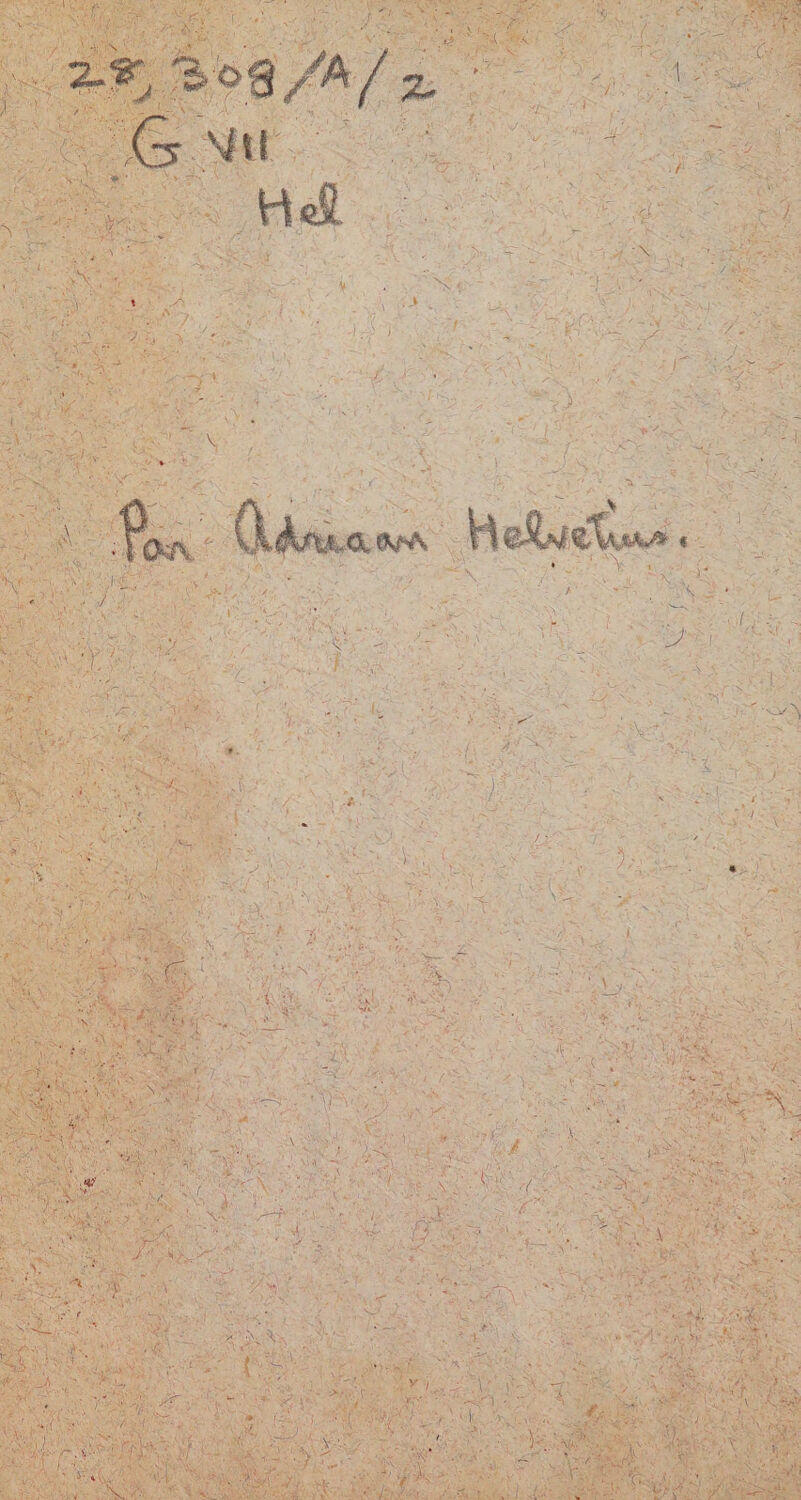 28,308/A/2
G VII
Hel
Par Adriaan Helvetius.